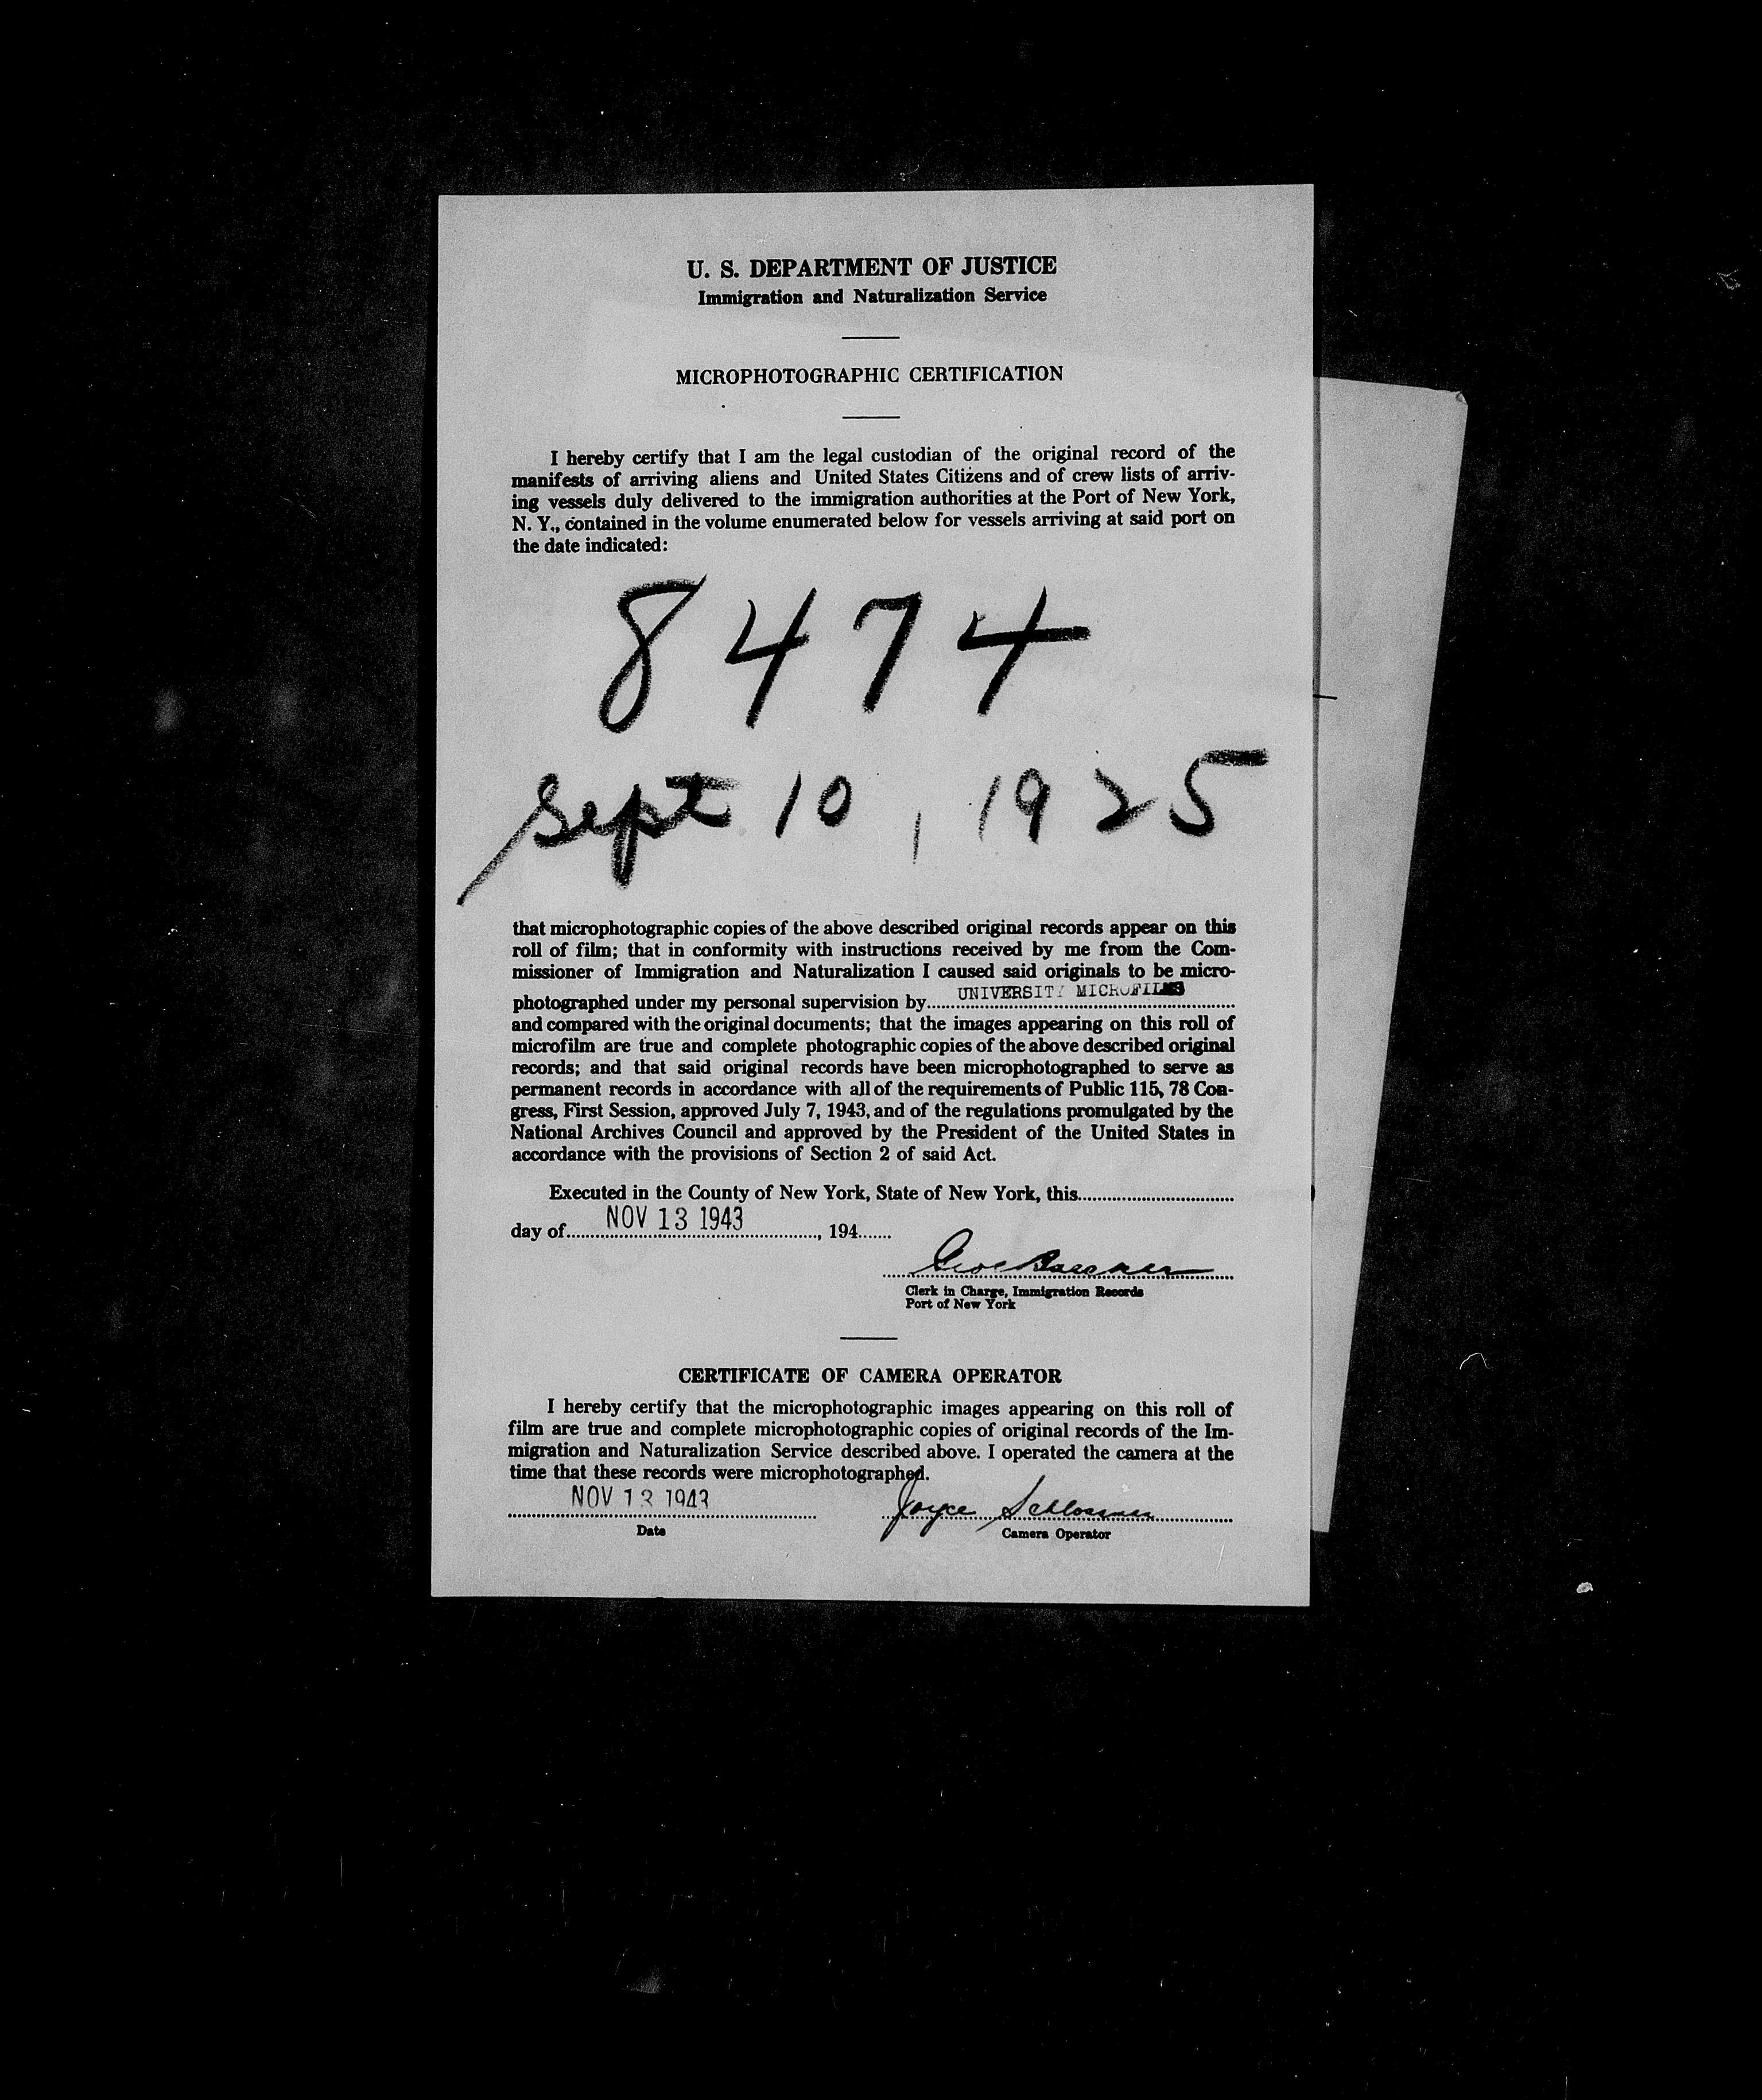 U. S. DEPARTMENT OF JUSTICE
Immigration and Naturalization Service
MICROPHOTOGRAPHIC CERTIFICATION
I hereby certify that I am the legal custodian of the original record of the
manifests of arriving aliens and United States Citizens and of crew lists of arriv-
ing vessels duly delivered to the immigration authorities at the Port of New York,
N. Y., contained in the volume enumerated below for vessels arriving at said port on
the date indicated:
8474
Sept 10, 1925
that microphotographic copies of the above described original records appear on this
roll of film; that in conformity with instructions received by me from the Com-
missioner of Immigration and Naturalization I caused said originals to be micro-
photographed under my personal supervision by UNIVERSITY MICROFILMS
and compared with the original documents; that the images appearing on this roll of
microfilm are true and complete photographic copies of the above described original
records; and that said original records have been microphotographed to serve as
permanent records in accordance with all of the requirements of Public 115, 78 Con-
gress, First Session, approved July 7, 1943, and of the regulations promulgated by the
National Archives Council and approved by the President of the United States in
accordance with the provisions of Section 2 of said Act.
Executed in the County of New York, State of New York, this
day of NOV 13 1943, 194
Clerk in Charge, Immigration Records
Port of New York
CERTIFICATE OF CAMERA OPERATOR
I hereby certify that the microphotographic images appearing on this roll of
film are true and complete microphotographic copies of original records of the Im-
migration and Naturalization Service described above. I operated the camera at the
time that these records were microphotographed.
NOV 13 1943 Joyce
Date Camera Operator